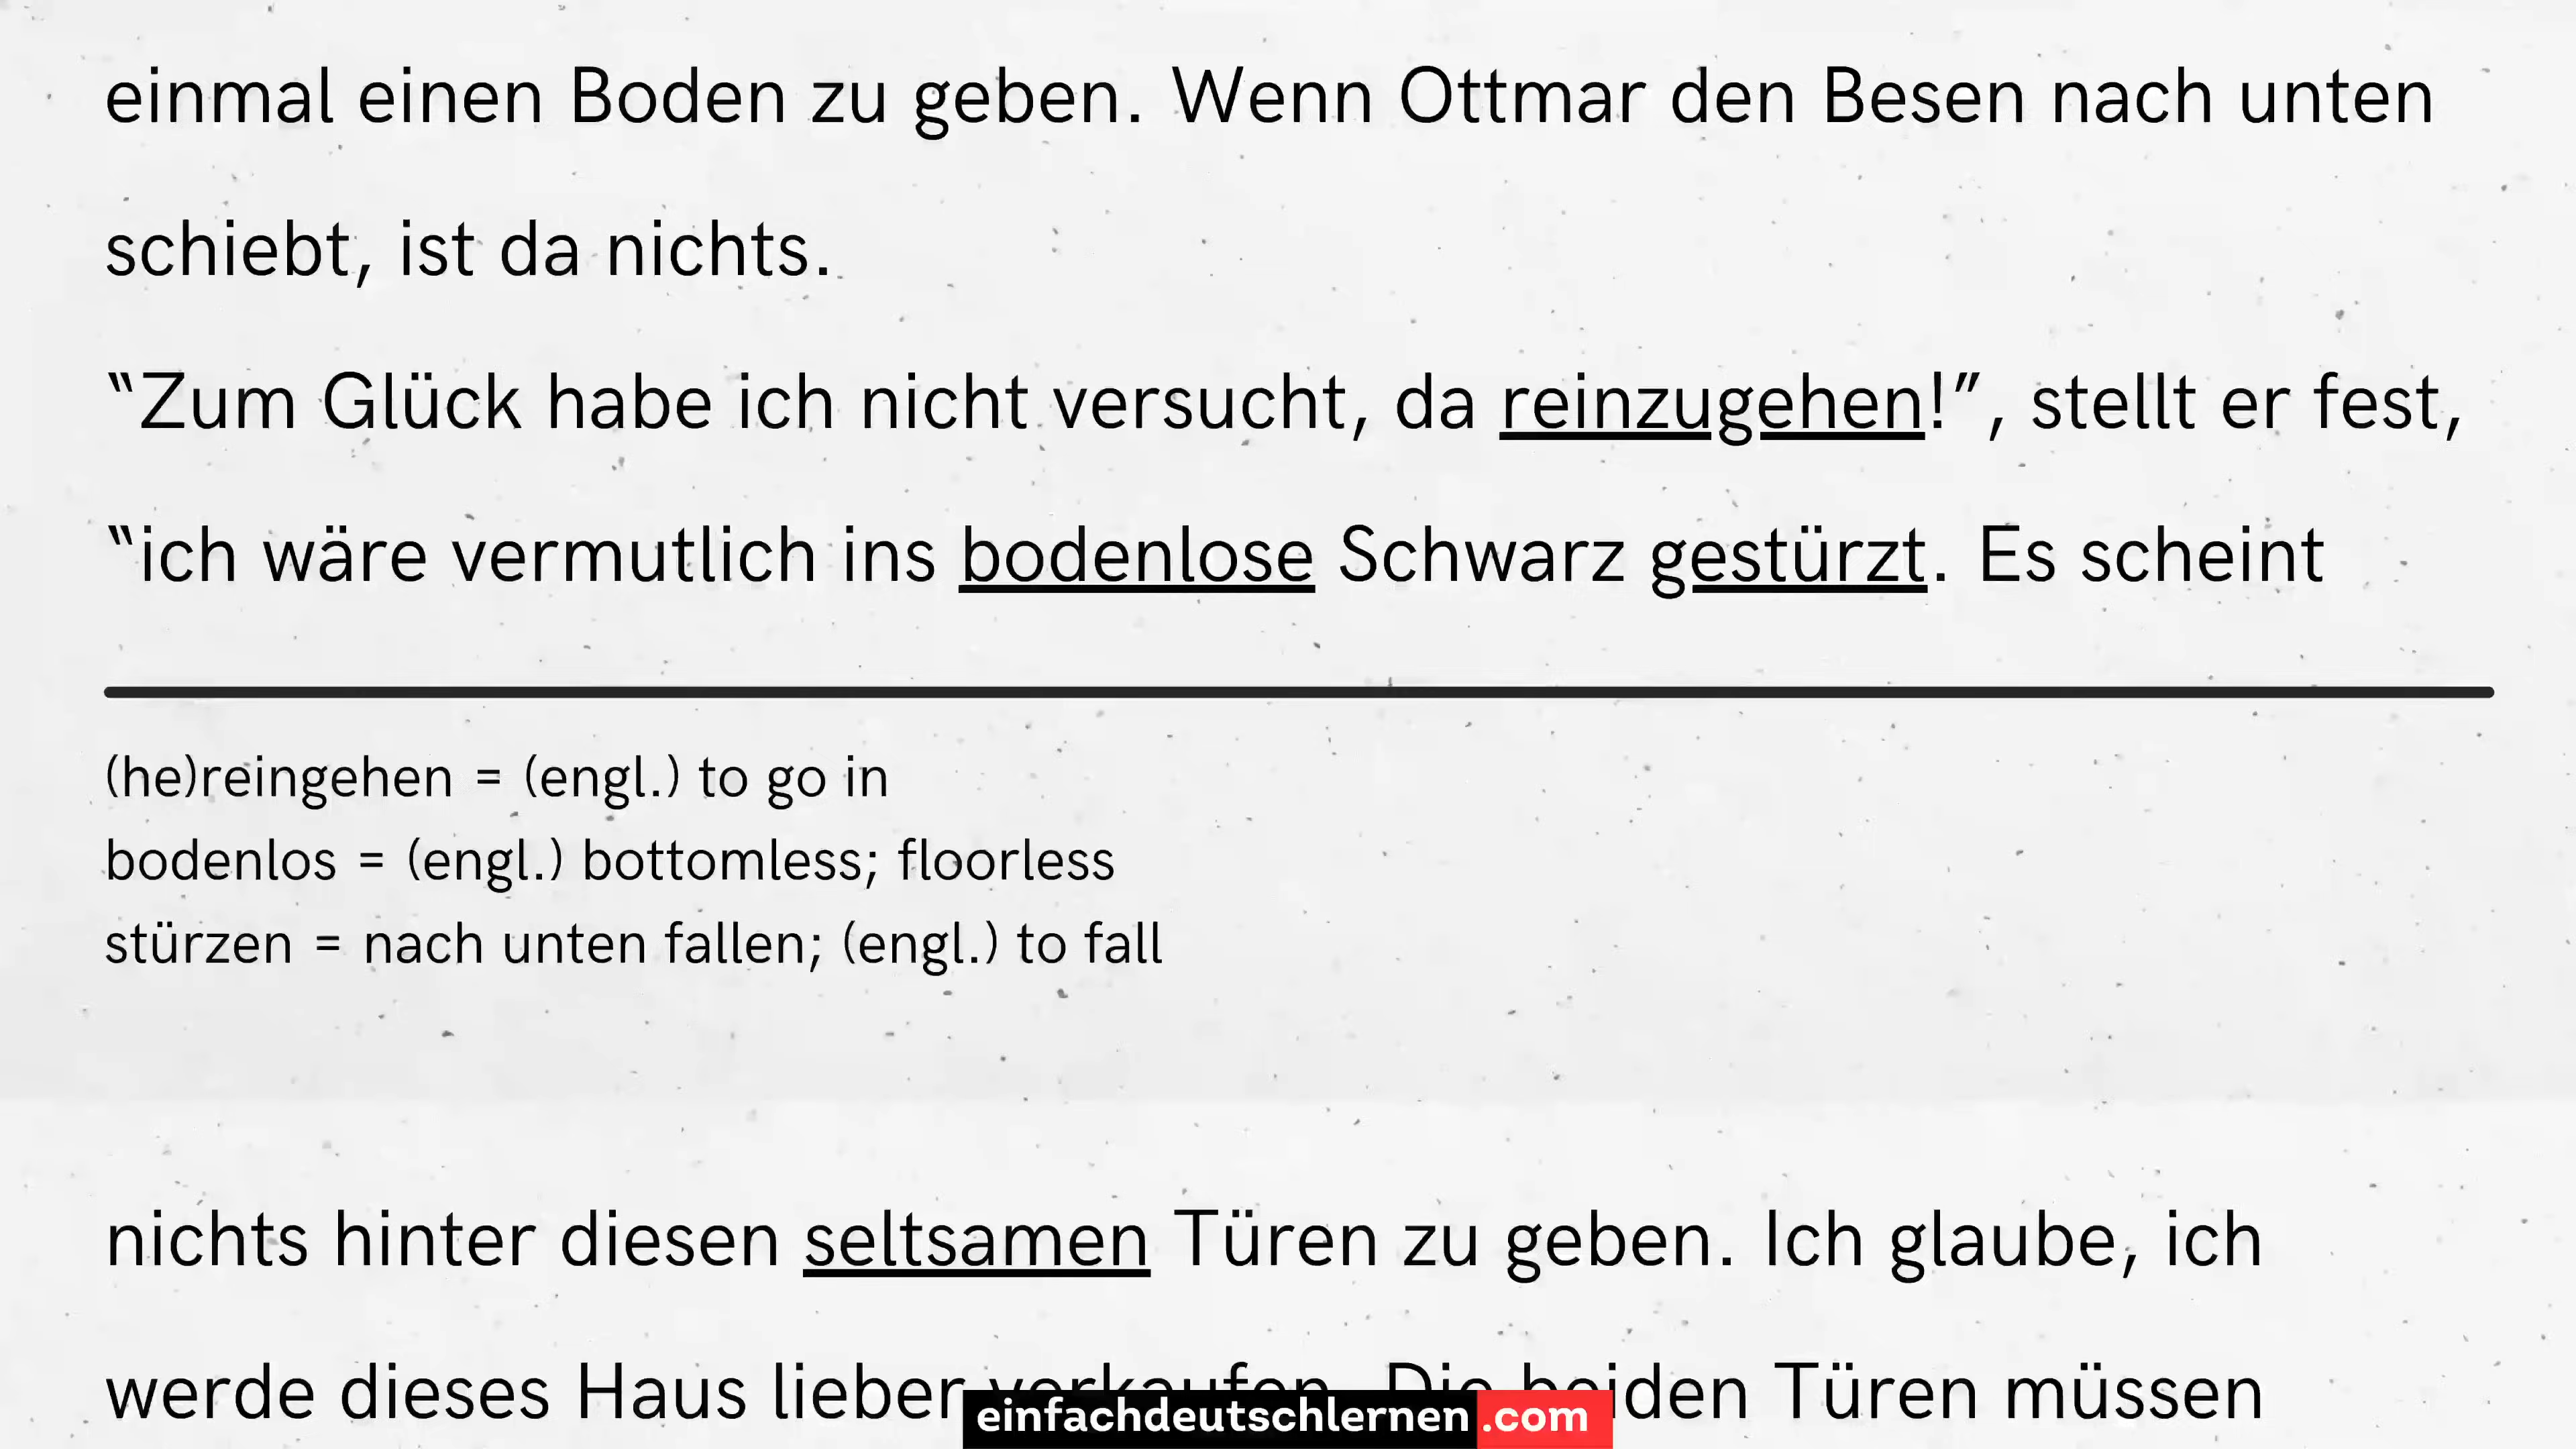 einmal einen Boden zu geben. Wenn Ottmar den Besen nach unten
schiebt, ist da nichts.
“Zum Glück habe ich nicht versucht, da reinzugehen!”, stellt er fest,
“ich wäre vermutlich ins bodenlose Schwarz gestürzt. Es scheint
(he)reingehen = (engl.) to go in
bodenlos = (engl.) bottomless; floorless
stürzen = nach unten fallen; (engl.) to fall
nichts hinter diesen seltsamen Türen zu geben. Ich glaube, ich
werde dieses Haus lieber verkaufen. Die beiden Türen müssen
einfachdeutschlernen.com